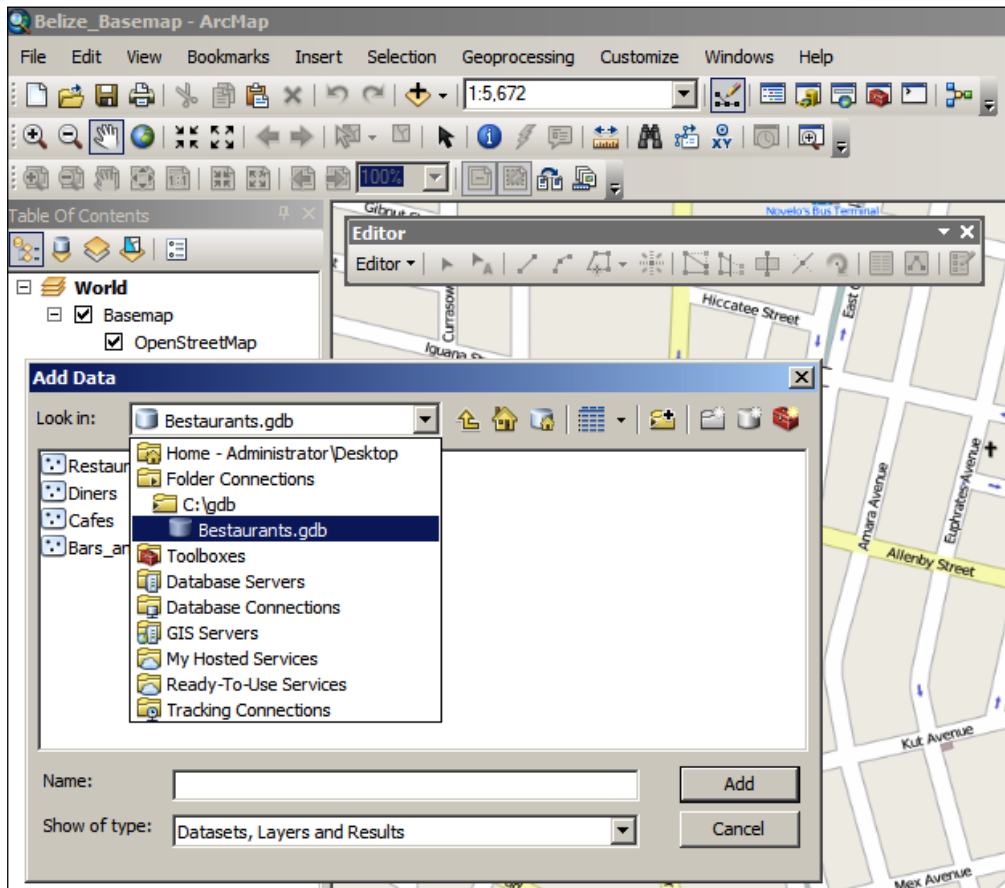 Belize_Basemap - ArcMap
File Edit View Bookmarks Insert Selection Geoprocessing Customize Windows Help
1:5,672
XY
1:1
100%
Table Of Contents
World
Basemap
OpenStreetMap
Editor
Editor
Novelo's Bus Terminal
Hiccatee Street
East C
Currasow
Iguana
Amara Avenue
Euphrates Avenue
Allenby Street
Kut Avenue
Mex Avenue
Add Data
Look in: Bestaurants.gdb
Home - Administrator\Desktop
Folder Connections
C:\gdb
Bestaurants.gdb
Toolboxes
Database Servers
Database Connections
GIS Servers
My Hosted Services
Ready-To-Use Services
Tracking Connections
Restaur
Diners
Cafes
Bars_an
Name:
Add
Show of type: Datasets, Layers and Results
Cancel